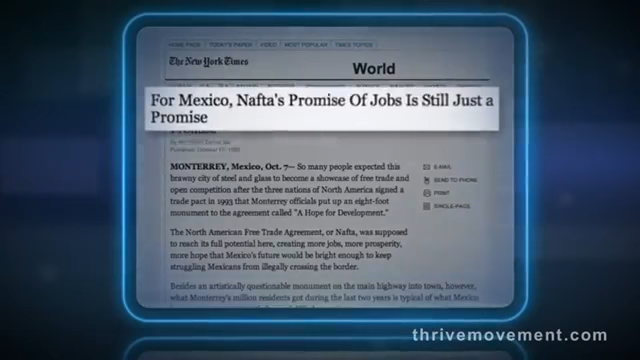 HOME PAGE TODAY'S PAPER VIDEO MOST POPULAR TIMES TOPICS
The New York Times
World
For Mexico, Nafta's Promise Of Jobs Is Still Just a
Promise
MONTERREY, Mexico, Oct. 7— So many people expected this
brawny city of steel and glass to become a showcase of free trade and
open competition after the three nations of North America signed a
trade pact in 1993 that Monterrey officials put up an eight-foot
monument to the agreement called "A Hope for Development."
The North American Free Trade Agreement, or Nafta, was supposed
to reach its full potential here, creating more jobs, more prosperity,
more hope that Mexico's future would be bright enough to keep
struggling Mexicans from illegally crossing the border.
Besides an artistically questionable monument on the main highway into town, however,
what Monterrey's million residents got during the last two years is typical of what Mexico
E-MAIL
SEND TO PHONE
PRINT
SINGLE-PAGE
thrivemovement.com